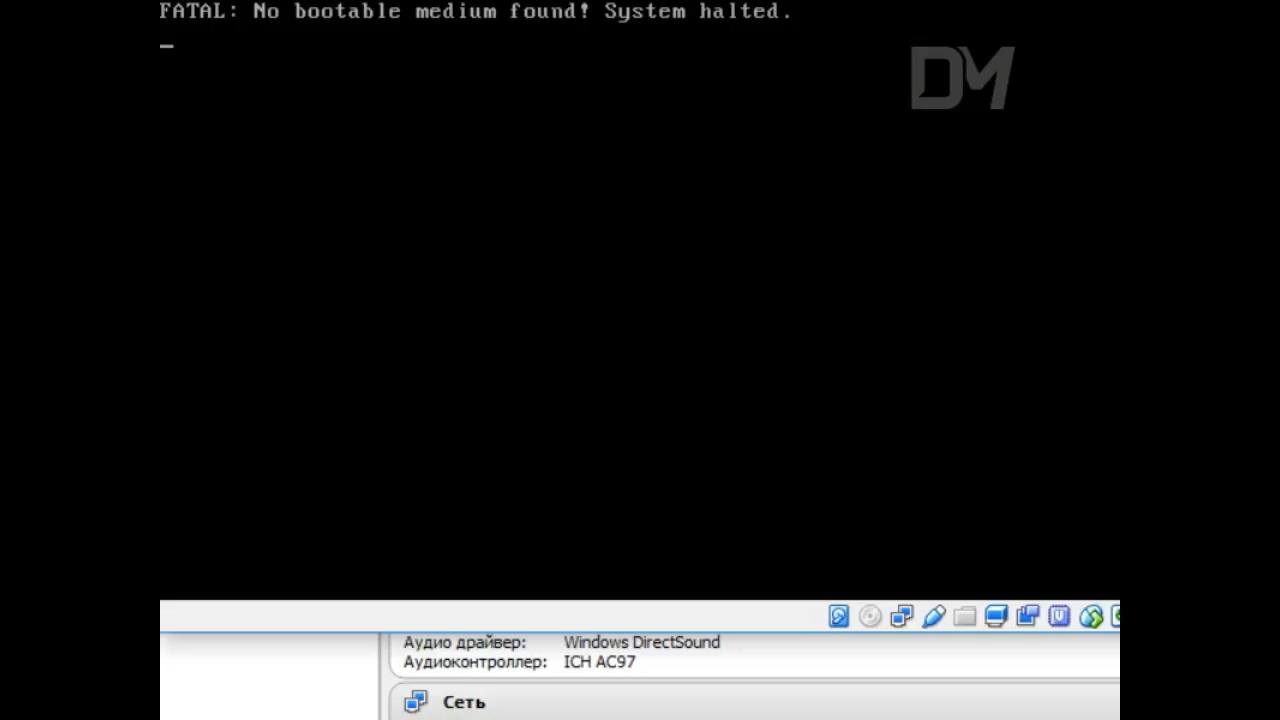 FATAL: No bootable medium found! System halted.
DM
Аудио драйвер: Windows DirectSound
Аудиоконтроллер: ICH AC97
Сеть